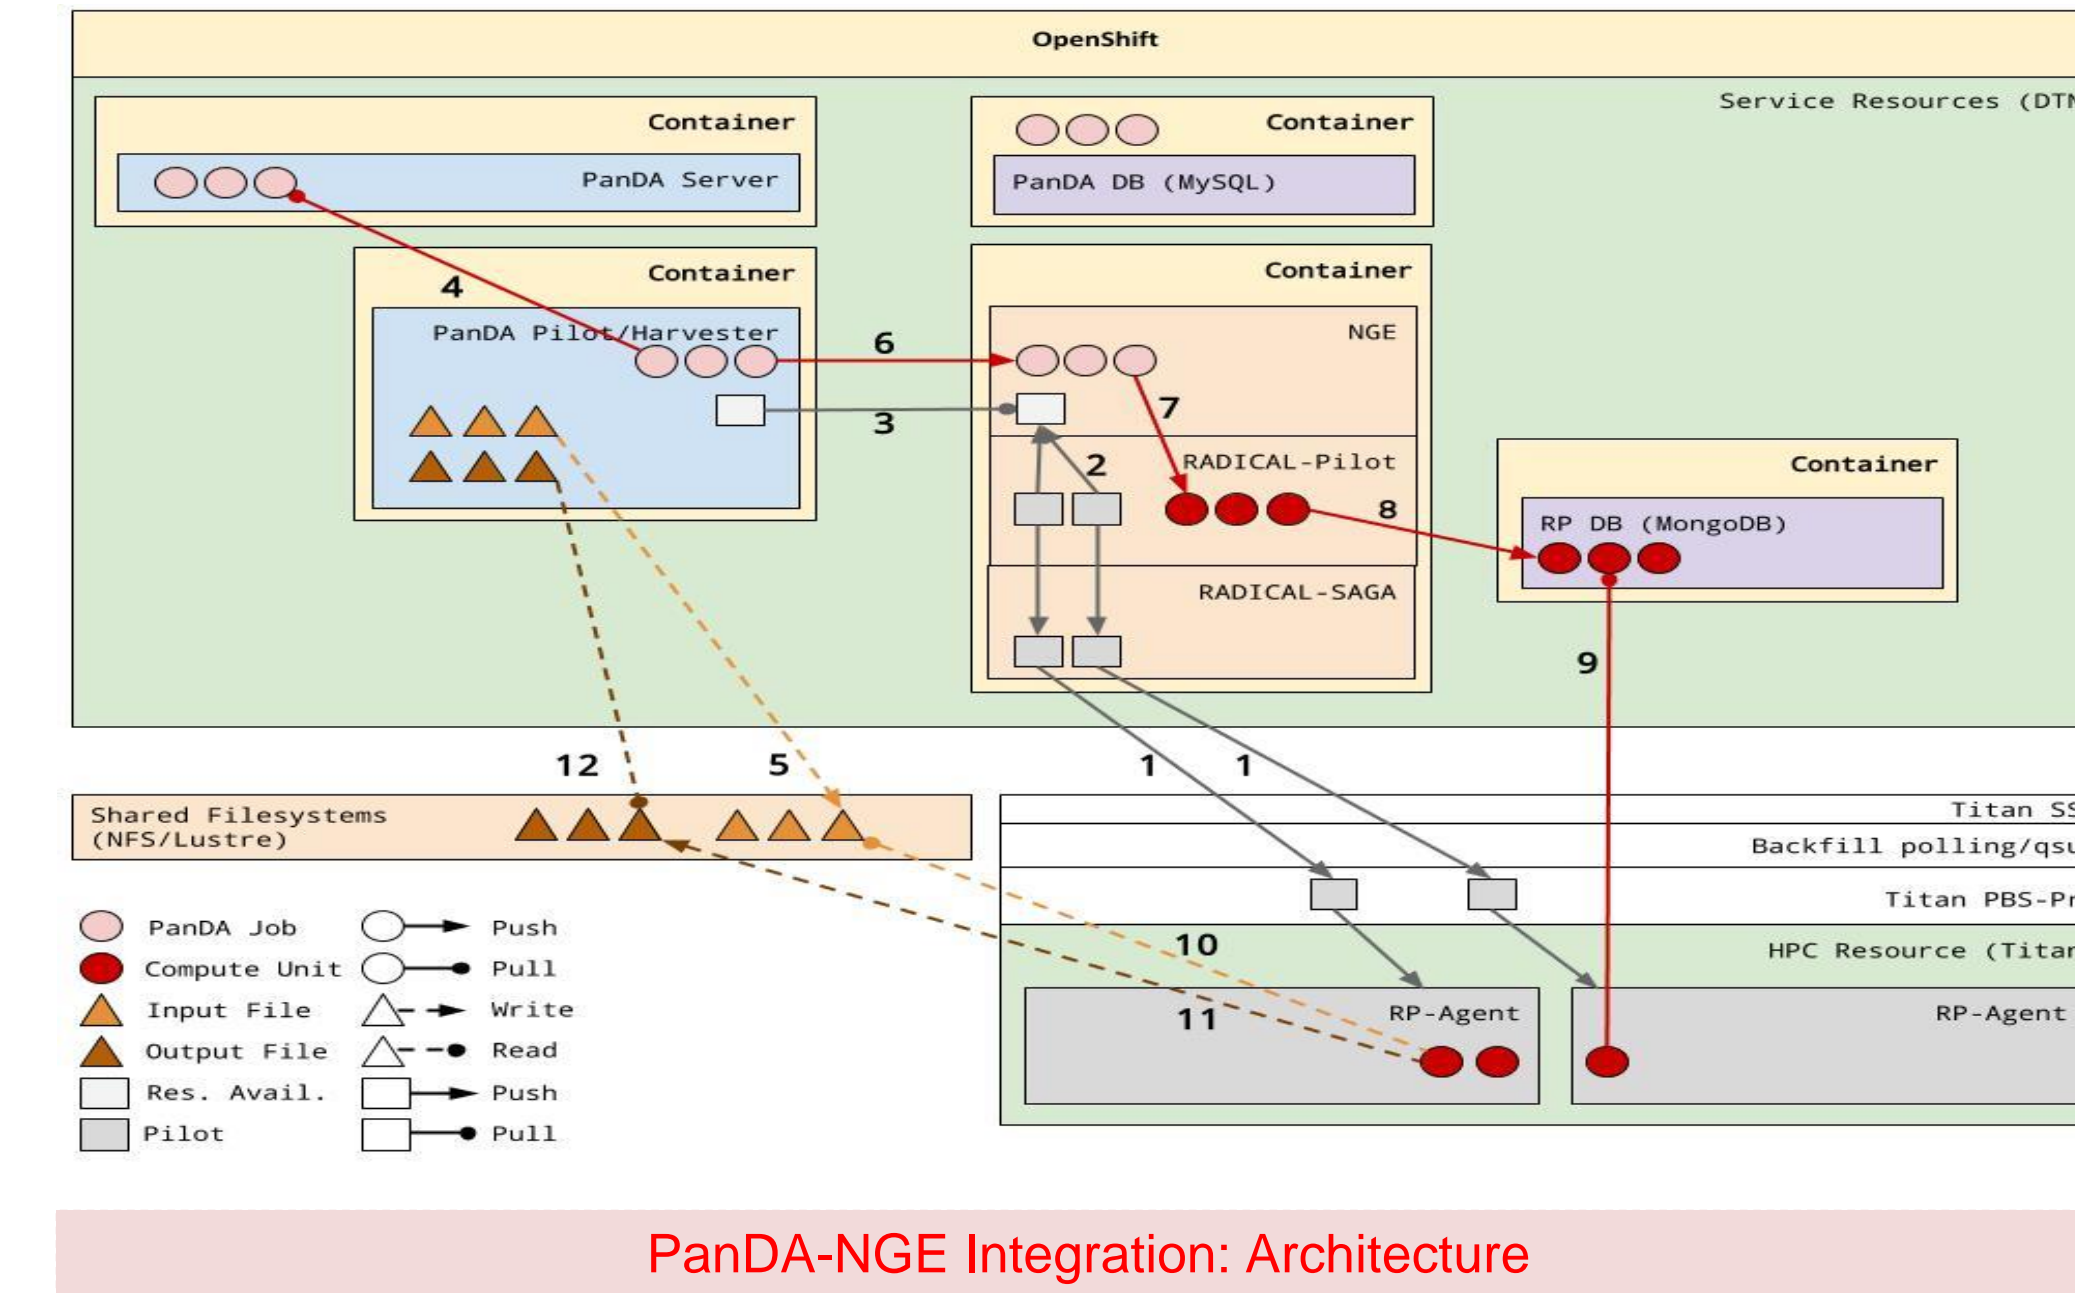 OpenShift
Service Resources (DTN
Container
PanDA Server
Container
PanDA DB (MySQL)
Container
4
PanDA Pilot/Harvester
Container
NGE
6
3
7
2
RADICAL-Pilot
8
RADICAL-SAGA
Container
RP DB (MongoDB)
9
12
5
1
1
Shared Filesystems
(NFS/Lustre)
Titan SS
Backfill polling/qsu
Titan PBS-Pr
HPC Resource (Titan
10
11
RP-Agent
RP-Agent
PanDA Job
Push
Compute Unit
Pull
Input File
Write
Output File
Read
Res. Avail.
Push
Pilot
Pull
PanDA-NGE Integration: Architecture